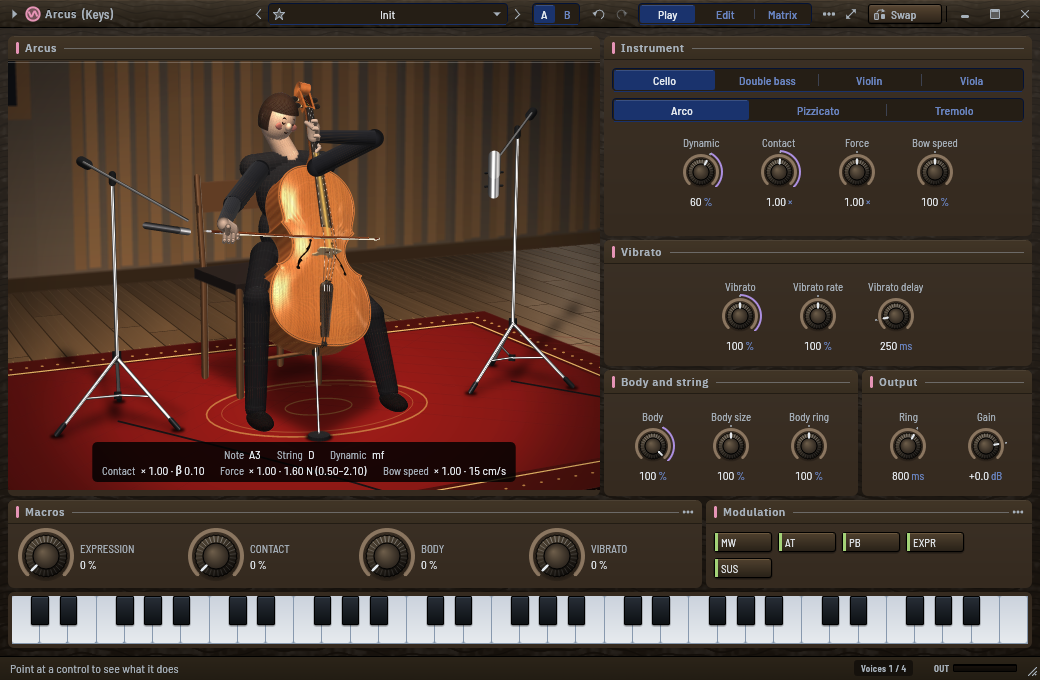 Arcus (Keys)
Init
A B
Play Edit Matrix
Swap
Arcus
Note A3 String D Dynamic mf
Contact × 1.00 · β 0.10 Force × 1.00 · 1.60 N (0.50–2.10) Bow speed × 1.00 · 15 cm/s
Instrument
Cello Double bass Violin Viola
Arco Pizzicato Tremolo
Dynamic Contact Force Bow speed
60 % 1.00 × 1.00 × 100 %
Vibrato
Vibrato Vibrato rate Vibrato delay
100 % 100 % 250 ms
Body and string
Body Body size Body ring
100 % 100 % 100 %
Output
Ring Gain
800 ms +0.0 dB
Macros
EXPRESSION CONTACT BODY VIBRATO
0 % 0 % 0 % 0 %
Modulation
MW AT PB EXPR
SUS
Point at a control to see what it does
Voices 1 / 4 OUT